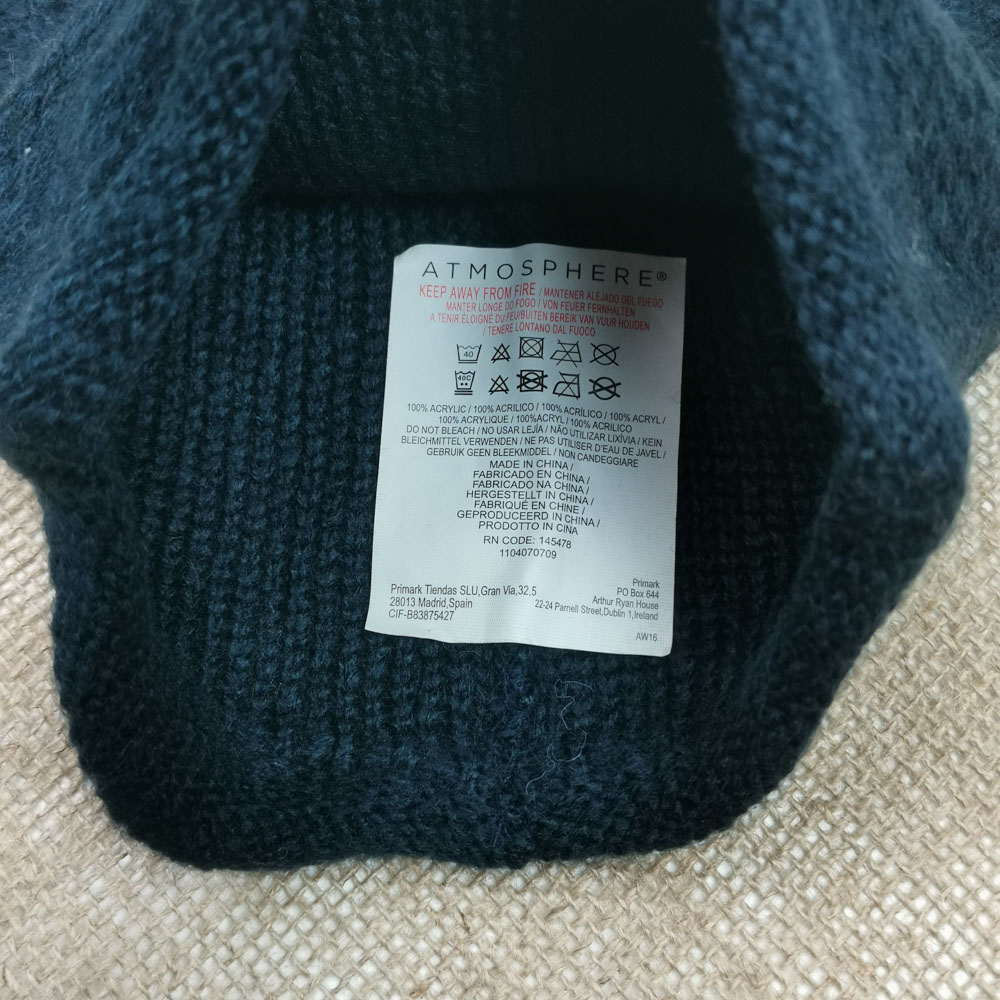 ATMOSPHERE®
KEEP AWAY FROM FIRE / MANTENER ALEJADO DEL FUEGO
MANTER LONGE DO FOGO / VON FEUER FERNHALTEN
A TENIR ÉLOIGNÉ DU FEU/BUITEN BEREIK VAN VUUR HOUDEN
/ TENERE LONTANO DAL FUOCO
40
40C
100% ACRYLIC / 100% ACRILICO / 100% ACRÍLICO / 100% ACRYL /
100% ACRYLIQUE / 100%ACRYL / 100% ACRILICO
DO NOT BLEACH / NO USAR LEJÍA / NÃO UTILIZAR LIXÍVIA / KEIN
BLEICHMITTEL VERWENDEN / NE PAS UTILISER D'EAU DE JAVEL /
GEBRUIK GEEN BLEEKMIDDEL / NON CANDEGGIARE
MADE IN CHINA /
FABRICADO EN CHINA /
FABRICADO NA CHINA /
HERGESTELLT IN CHINA /
FABRIQUÉ EN CHINE /
GEPRODUCEERD IN CHINA /
PRODOTTO IN CINA
RN CODE: 145478
1104070709
Primark Tiendas SLU,Gran Via,32,5
28013 Madrid,Spain
CIF-B83875427
Primark
PO Box 644
Arthur Ryan House
22-24 Parnell Street,Dublin 1,Ireland
AW16